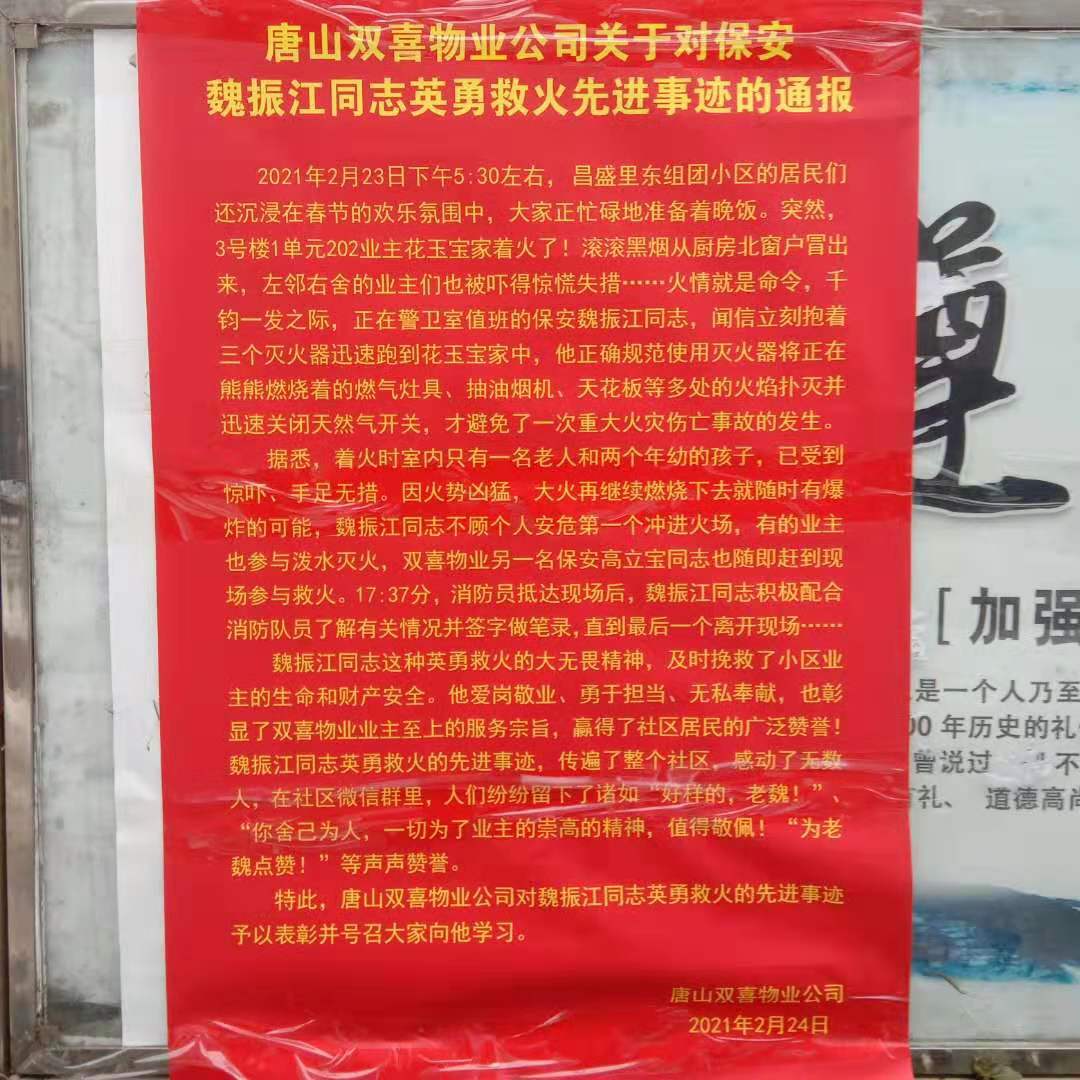 唐山双喜物业公司关于对保安
魏振江同志英勇救火先进事迹的通报
2021年2月23日下午5:30左右，昌盛里东组团小区的居民们
还沉浸在春节的欢乐氛围中，大家正忙碌地准备着晚饭。突然，
3号楼1单元202业主花玉宝家着火了！滚滚黑烟从厨房北窗户冒出
来，左邻右舍的业主们也被吓得惊慌失措……火情就是命令，千
钧一发之际，正在警卫室值班的保安魏振江同志，闻信立刻抱着
三个灭火器迅速跑到花玉宝家中，他正确规范使用灭火器将正在
熊熊燃烧着的燃气灶具、抽油烟机、天花板等多处的火焰扑灭并
迅速关闭天然气开关，才避免了一次重大火灾伤亡事故的发生。
据悉，着火时室内只有一名老人和两个年幼的孩子，已受到
惊吓、手足无措。因火势凶猛，大火再继续燃烧下去就随时有爆
炸的可能，魏振江同志不顾个人安危第一个冲进火场，有的业主
也参与泼水灭火，双喜物业另一名保安高立宝同志也随即赶到现
场参与救火。17:37分，消防员抵达现场后，魏振江同志积极配合
消防队员了解有关情况并签字做笔录,直到最后一个离开现场……
魏振江同志这种英勇救火的大无畏精神，及时挽救了小区业
主的生命和财产安全。他爱岗敬业、勇于担当、无私奉献，也彰
显了双喜物业业主至上的服务宗旨，赢得了社区居民的广泛赞誉！
魏振江同志英勇救火的先进事迹，传遍了整个社区，感动了无数
人，在社区微信群里，人们纷纷留下了诸如“好样的，老魏！”、
“你舍己为人，一切为了业主的崇高的精神，值得敬佩！“为老
魏点赞！”等声声赞誉。
特此，唐山双喜物业公司对魏振江同志英勇救火的先进事迹
予以表彰并号召大家向他学习。
唐山双喜物业公司
2021年2月24日
[加强
是一个人乃至
00年历史的礼
曾说过 “不
礼、道德高尚